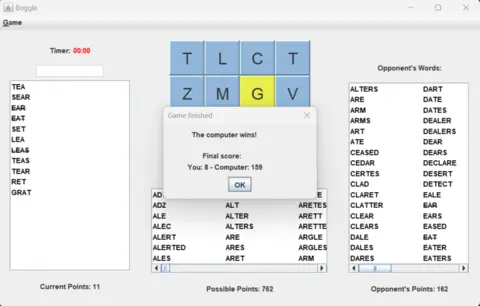 Boggle
Game
Timer: 00:00
TEA
SEAR
EAR
EAT
SET
LEA
LEAS
TEAS
TEAR
RET
GRAT
Current Points: 11
T L C T
Z M G V
Game finished
The computer wins!
Final score:
You: 8 - Computer: 159
OK
ADZ ALT ARETES
ALE ALTER ARETT
ALEC ALTERS ARETTE
ALERT ARE ARGLE
ALERTED ARES ARGLES
ALES ARET ARM
Possible Points: 762
Opponent's Words:
ALTERS DART
ARE DATE
ARM DATES
ARMS DEALER
ART DEALERS
ATE DEAR
CEASED DEARS
CEDAR DECLARE
CERTES DESERT
CLAD DETECT
CLARET EALE
CLATTER EAR
CLEAR EARS
CLEARS EASED
DALE EAT
DALES EATER
DARES EATERS
Opponent's Points: 162